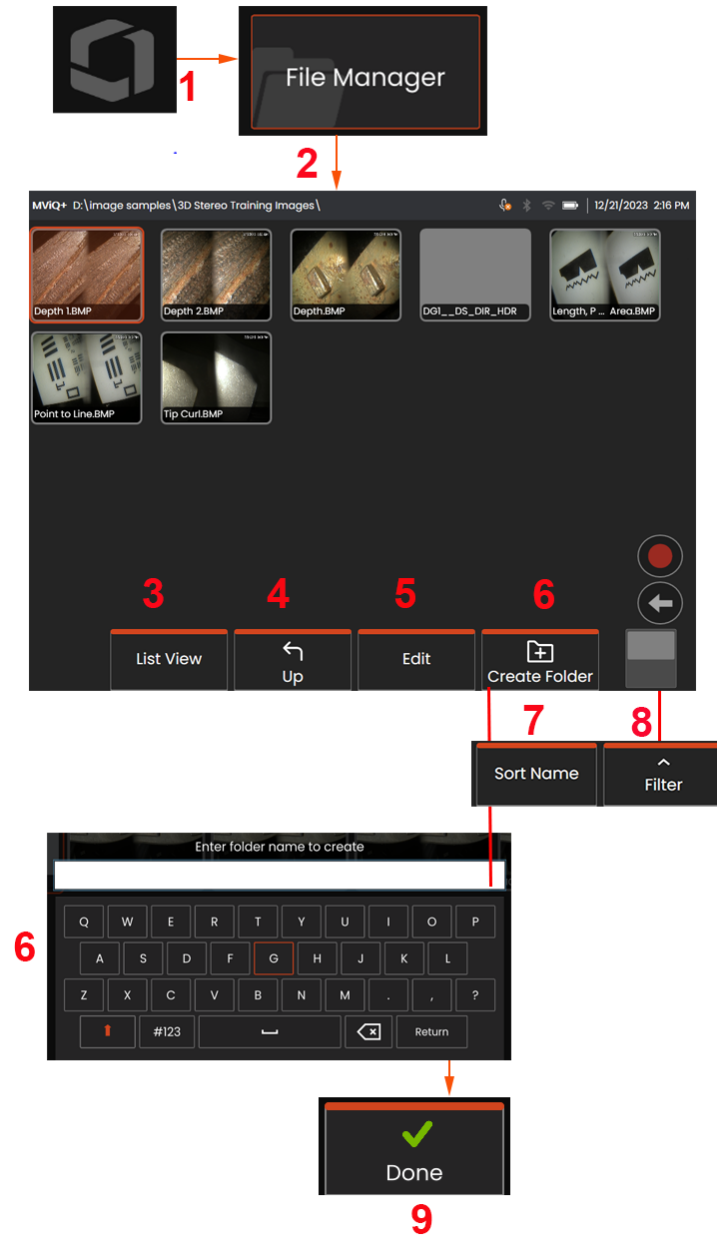 1
File Manager
2
MViQ+ D:\image samples\3D Stereo Training Images\
12/21/2023 2:16 PM
Depth 1.BMP
Depth 2.BMP
Depth.BMP
DG1__DS_DIR_HDR
Length, P ... Area.BMP
Point to Line.BMP
Tip Curl.BMP
3
4
5
6
List View
Up
Edit
Create Folder
7
8
Sort Name
Filter
Enter folder name to create
6
Q W E R T Y U I O P
A S D F G H J K L
Z X C V B N M . , ?
#123
Return
Done
9